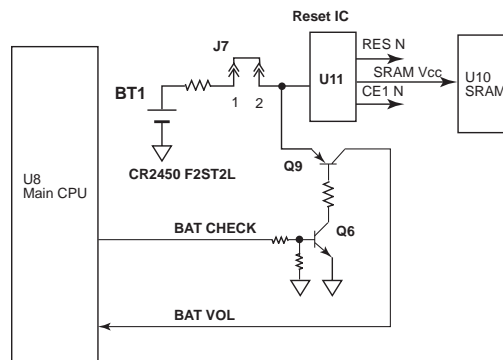 Reset IC
J7
RES N
U11
SRAM Vcc
U10
SRAM
BT1
1
2
CE1 N
CR2450 F2ST2L
Q9
U8
Main CPU
BAT CHECK
Q6
BAT VOL